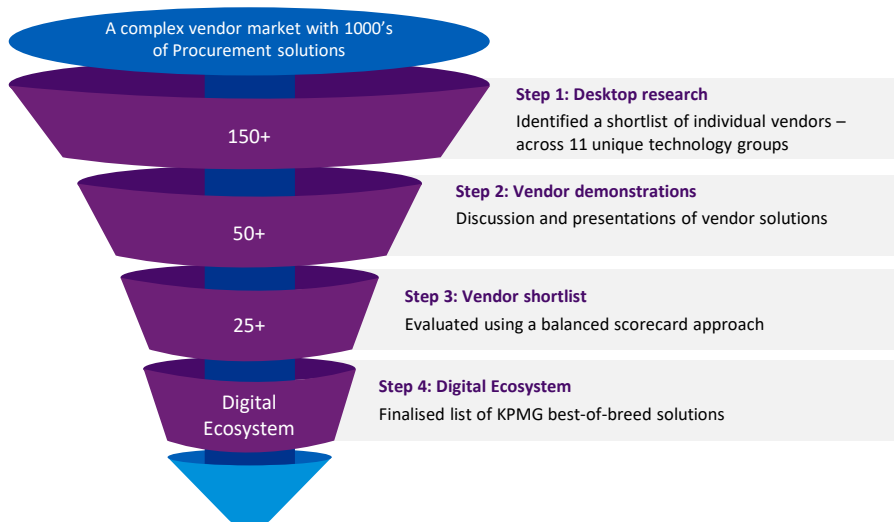 A complex vendor market with 1000's
of Procurement solutions
150+
Step 1: Desktop research
Identified a shortlist of individual vendors –
across 11 unique technology groups
50+
Step 2: Vendor demonstrations
Discussion and presentations of vendor solutions
25+
Step 3: Vendor shortlist
Evaluated using a balanced scorecard approach
Digital
Ecosystem
Step 4: Digital Ecosystem
Finalised list of KPMG best-of-breed solutions